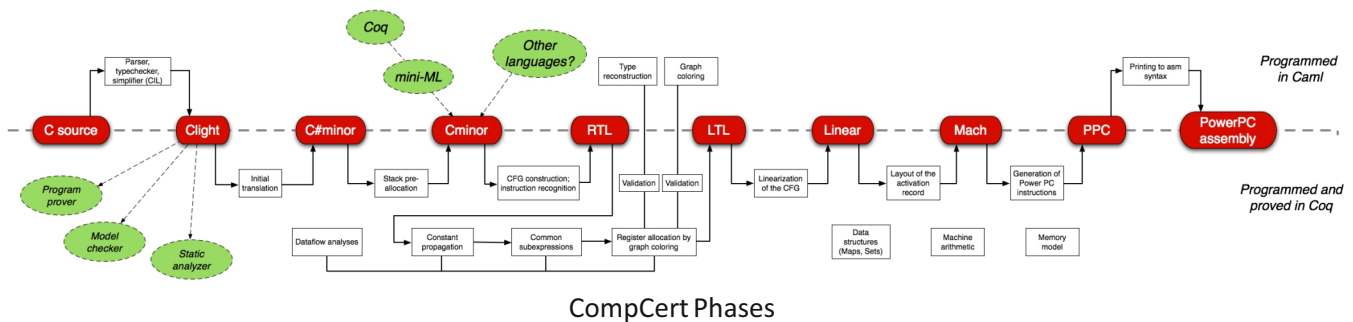 Coq
Other
languages?
mini-ML
Parser,
typechecker,
simplifier (CIL)
Type
reconstruction
Graph
coloring
Printing to asm
syntax
Programmed
in Caml
C source
Clight
C#minor
Cminor
RTL
LTL
Linear
Mach
PPC
PowerPC
assembly
Program
prover
Model
checker
Static
analyzer
Initial
translation
Stack pre-
allocation
CFG construction;
instruction recognition
Validation
Validation
Linearization
of the CFG
Layout of the
activation
record
Generation of
Power PC
instructions
Programmed and
proved in Coq
Dataflow analyses
Constant
propagation
Common
subexpressions
Register allocation by
graph coloring
Data
structures
(Maps, Sets)
Machine
arithmetic
Memory
model
CompCert Phases